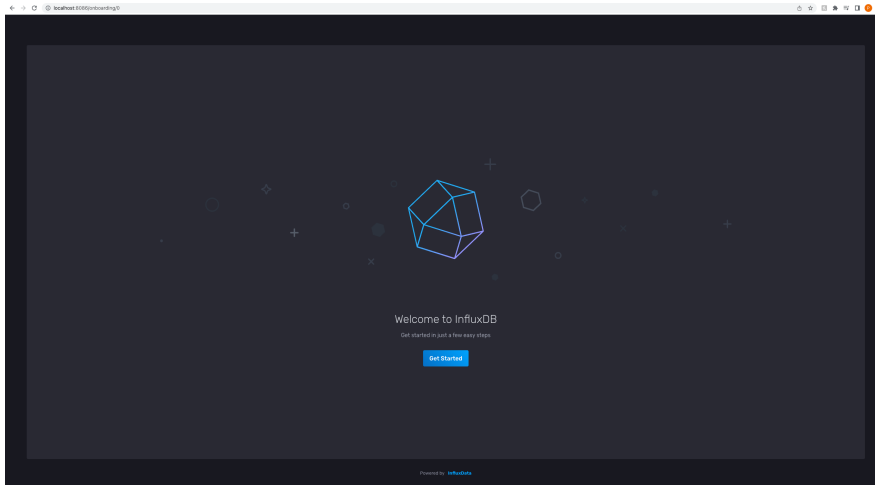 localhost:8086/onboarding/0
Welcome to InfluxDB
Get started in just a few easy steps
Get Started
Powered by InfluxData